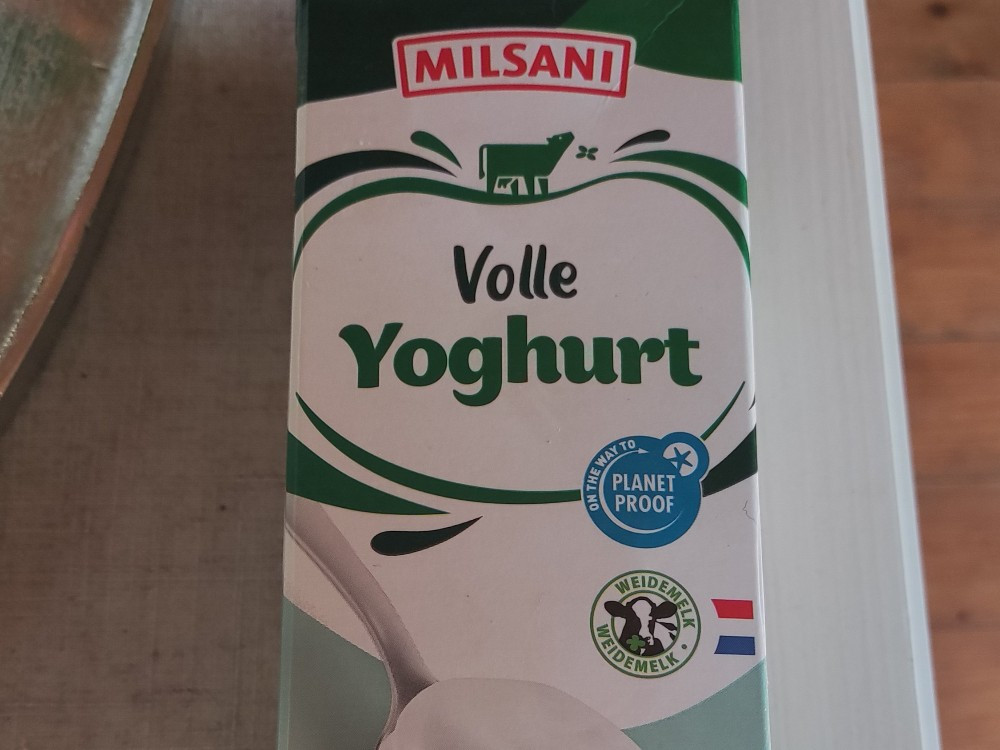 MILSANI
Volle
Yoghurt
ON THE WAY TO
PLANET
PROOF
WEIDEMELK
WEIDEMELK